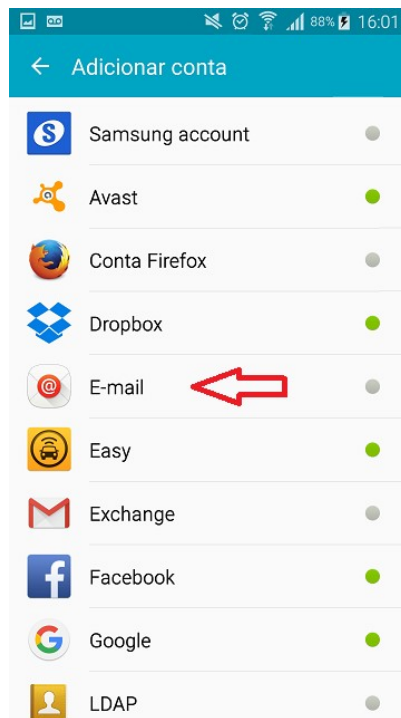 88% 16:01
Adicionar conta
Samsung account
Avast
Conta Firefox
Dropbox
E-mail
Easy
Exchange
Facebook
Google
LDAP